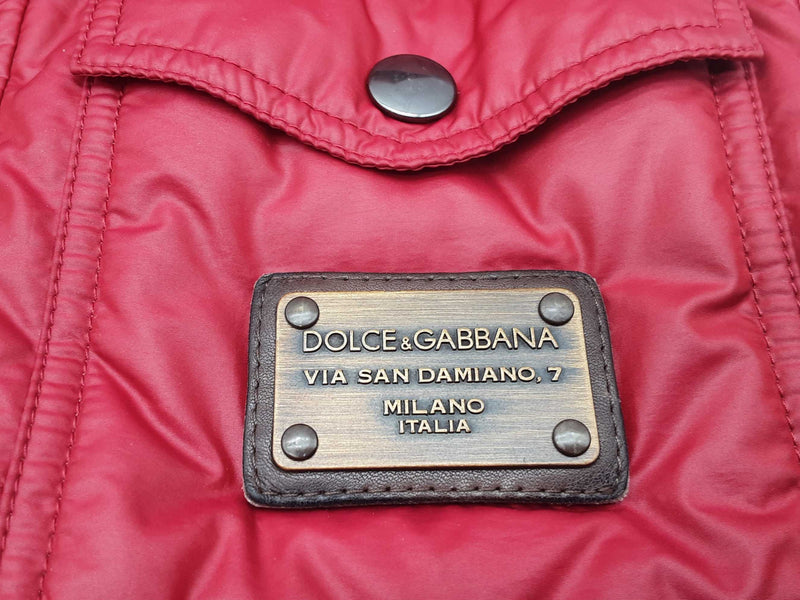 DOLCE&GABBANA
VIA SAN DAMIANO, 7
MILANO
ITALIA